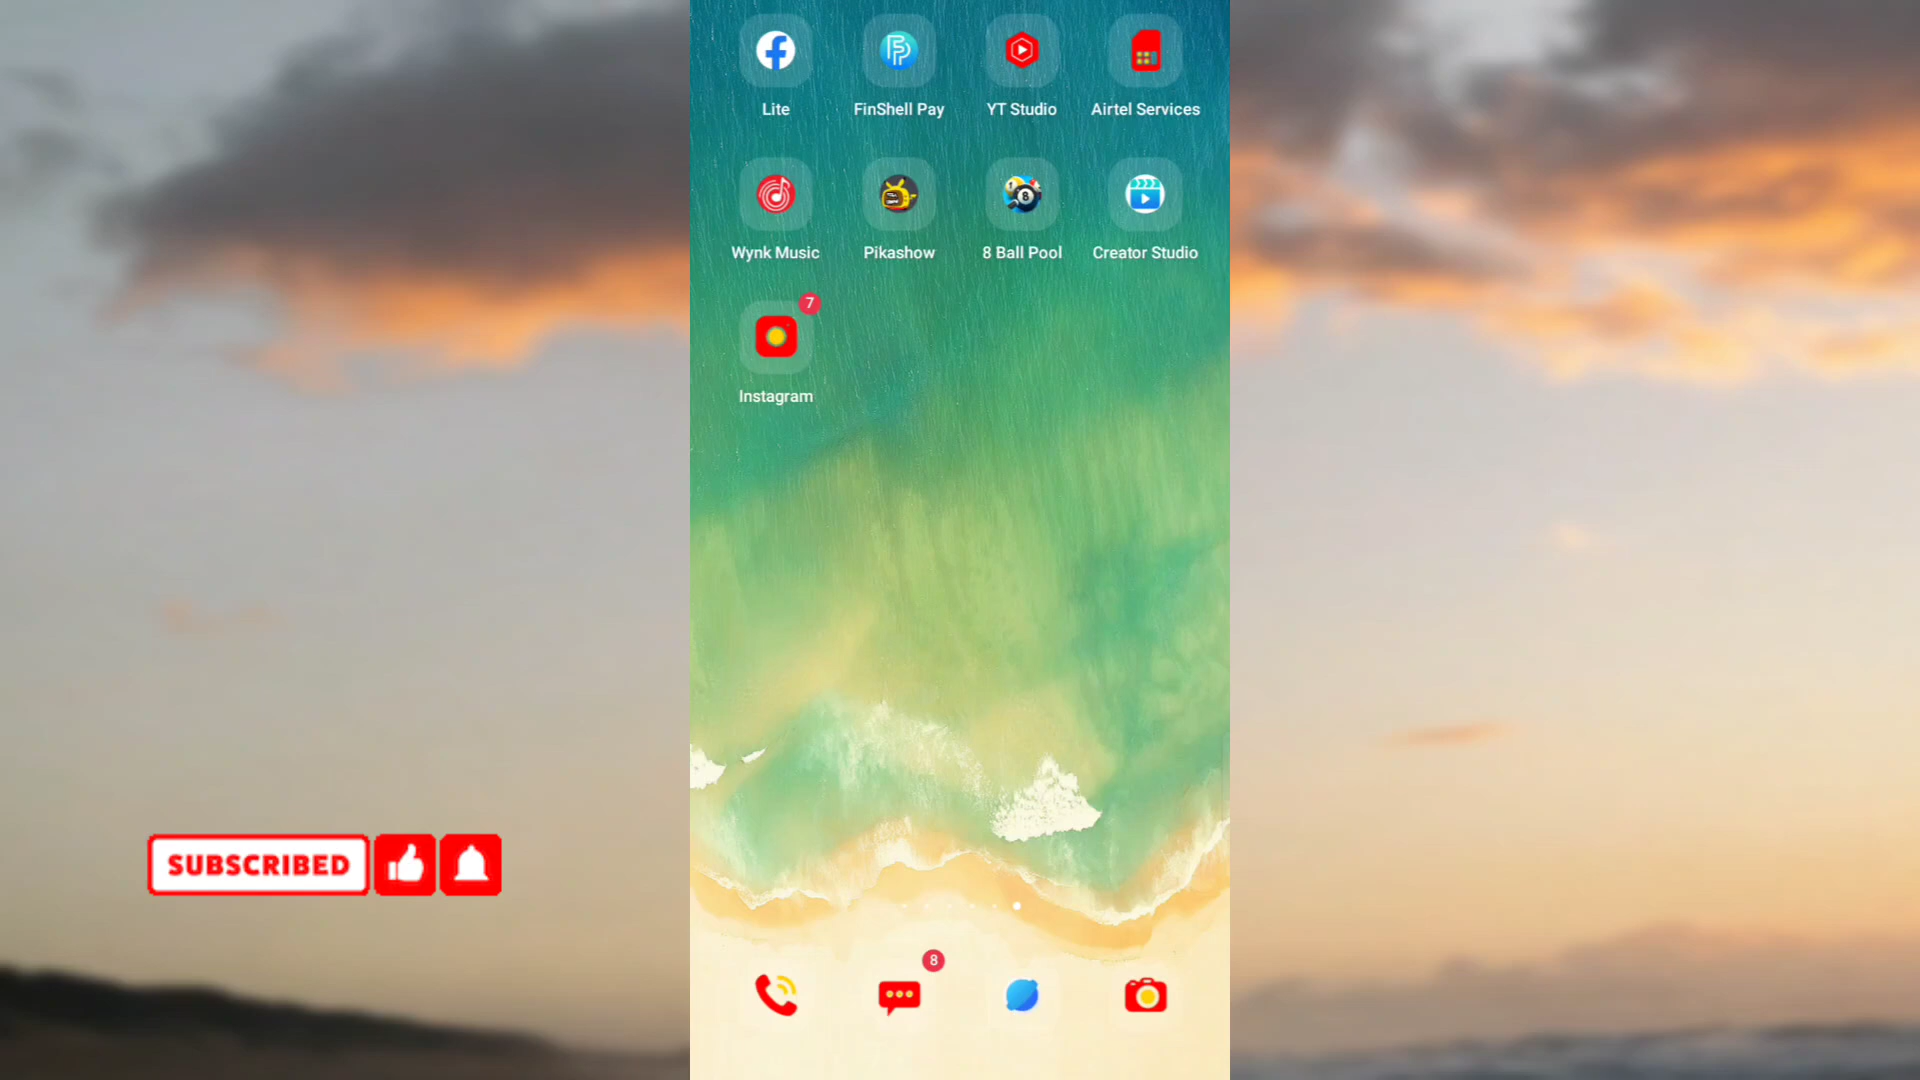 Lite
FinShell Pay
YT Studio
Airtel Services
Wynk Music
Pikashow
8 Ball Pool
Creator Studio
7
Instagram
SUBSCRIBED
8